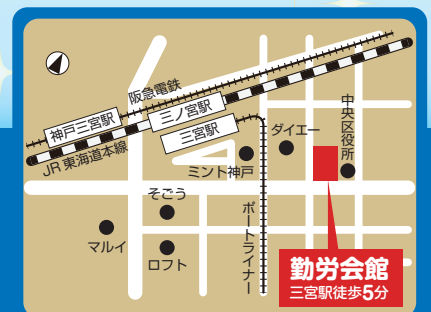 阪急電鉄
神戸三宮駅
三ノ宮駅
三宮駅
JR東海道本線
ダイエー
中央区役所
ミント神戸
そごう
マルイ
ロフト
ポートライナー
勤労会館
三宮駅徒歩5分